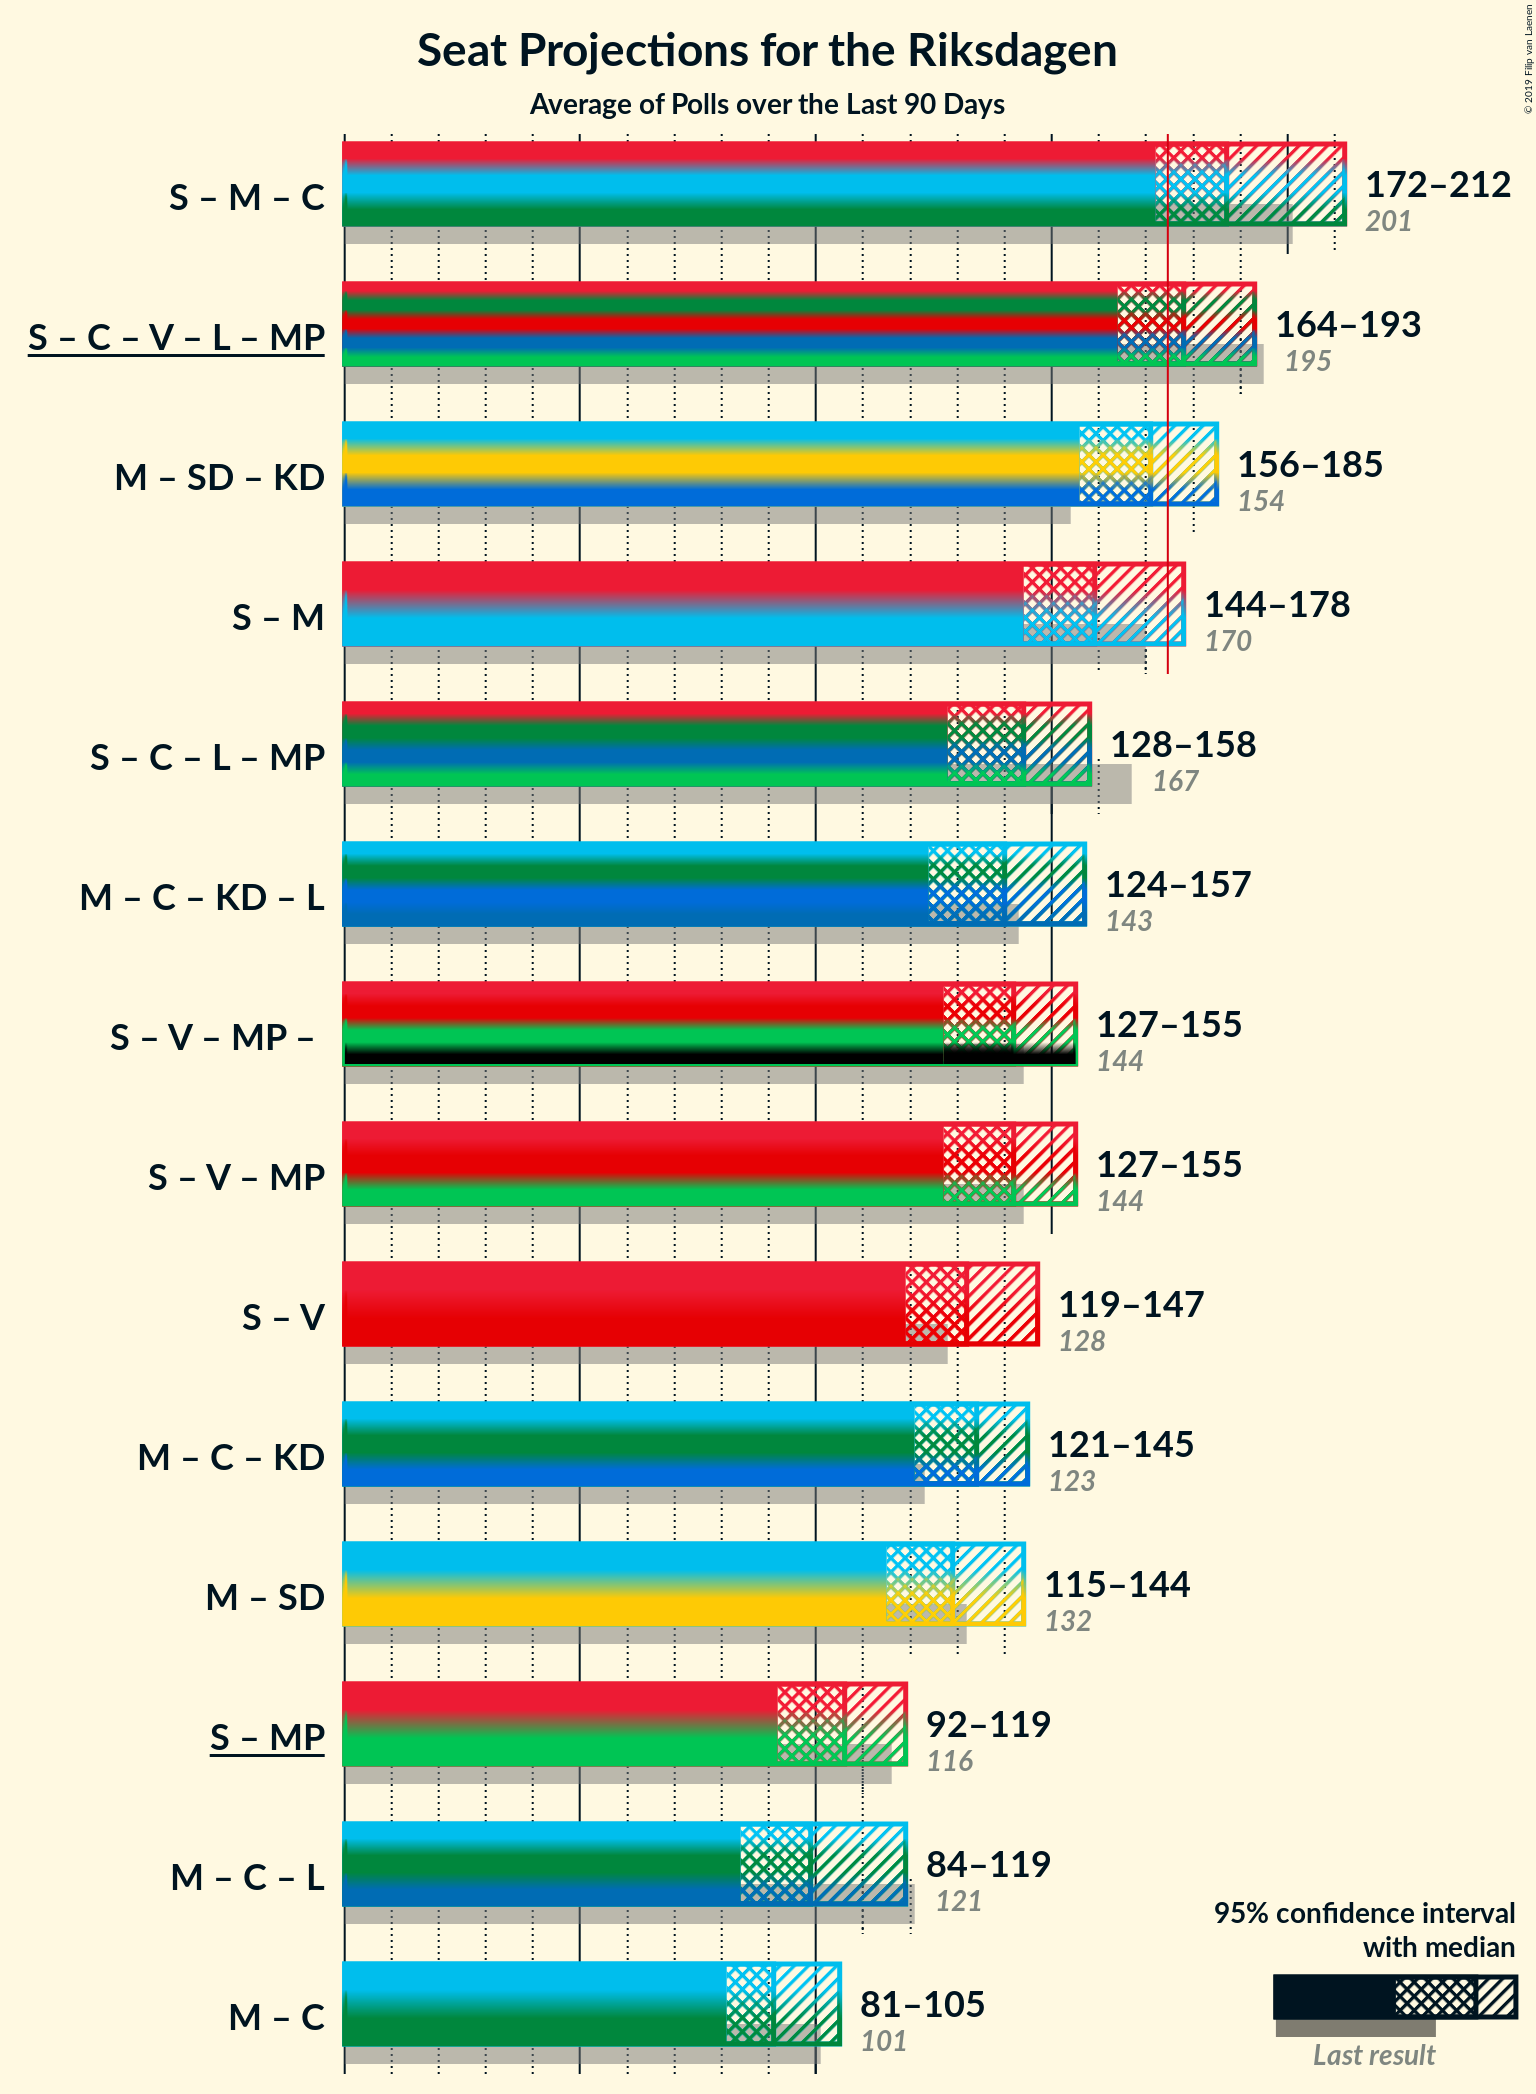 Seat Projections for the Riksdagen
Average of Polls over the Last 90 Days
© 2019 Filip van Laenen
S – M – C
172–212
201
S – C – V – L – MP
164–193
195
M – SD – KD
156–185
154
S – M
144–178
170
S – C – L – MP
128–158
167
M – C – KD – L
124–157
143
S – V – MP –
127–155
144
S – V – MP
127–155
144
S – V
119–147
128
M – C – KD
121–145
123
M – SD
115–144
132
S – MP
92–119
116
M – C – L
84–119
121
M – C
81–105
101
95% confidence interval
with median
Last result